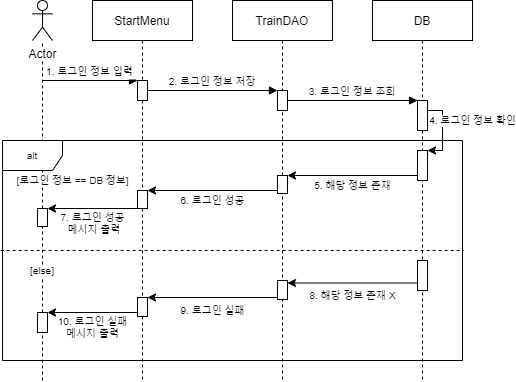 StartMenu
TrainDAO
DB
Actor
1. 로그인 정보 입력
2. 로그인 정보 저장
3. 로그인 정보 조회
4. 로그인 정보 확인
alt
[로그인 정보 == DB 정보]
5. 해당 정보 존재
6. 로그인 성공
7. 로그인 성공
메시지 출력
[else]
8. 해당 정보 존재 X
9. 로그인 실패
10. 로그인 실패
메시지 출력